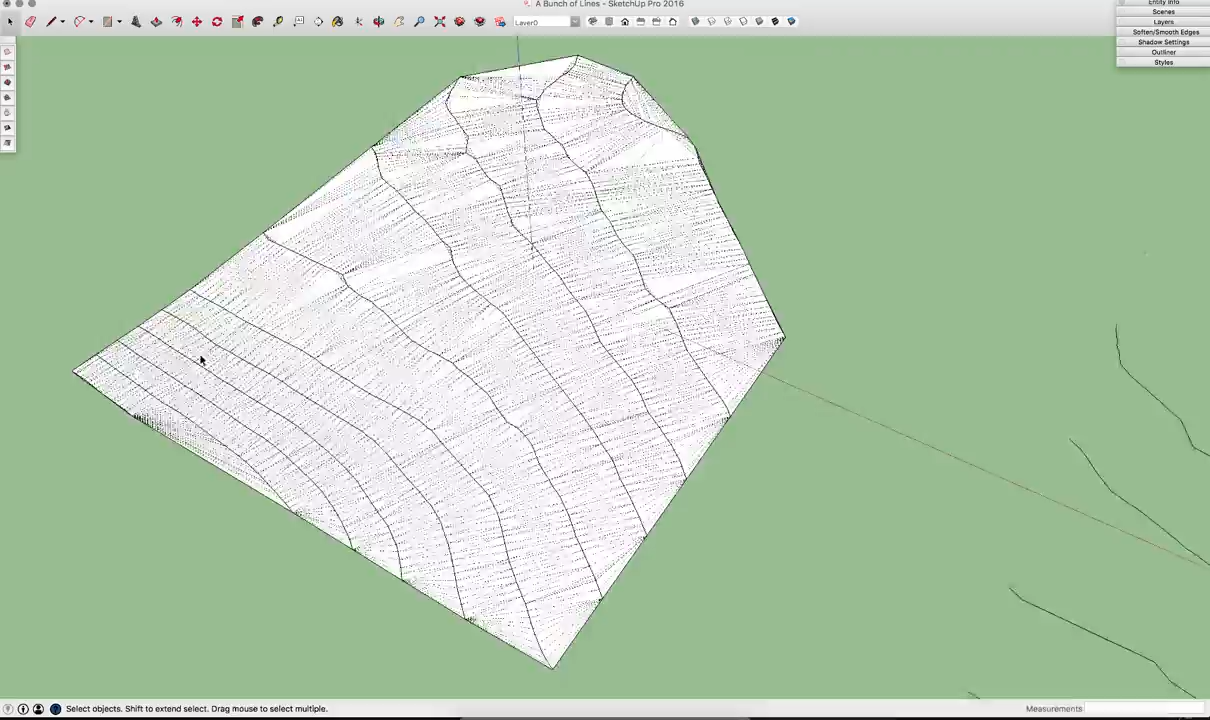 A Bunch of Lines - SketchUp Pro 2016
Layer0
Entity Info
Scenes
Layers
Soften/Smooth Edges
Shadow Settings
Outliner
Styles
Select objects. Shift to extend select. Drag mouse to select multiple.
Measurements